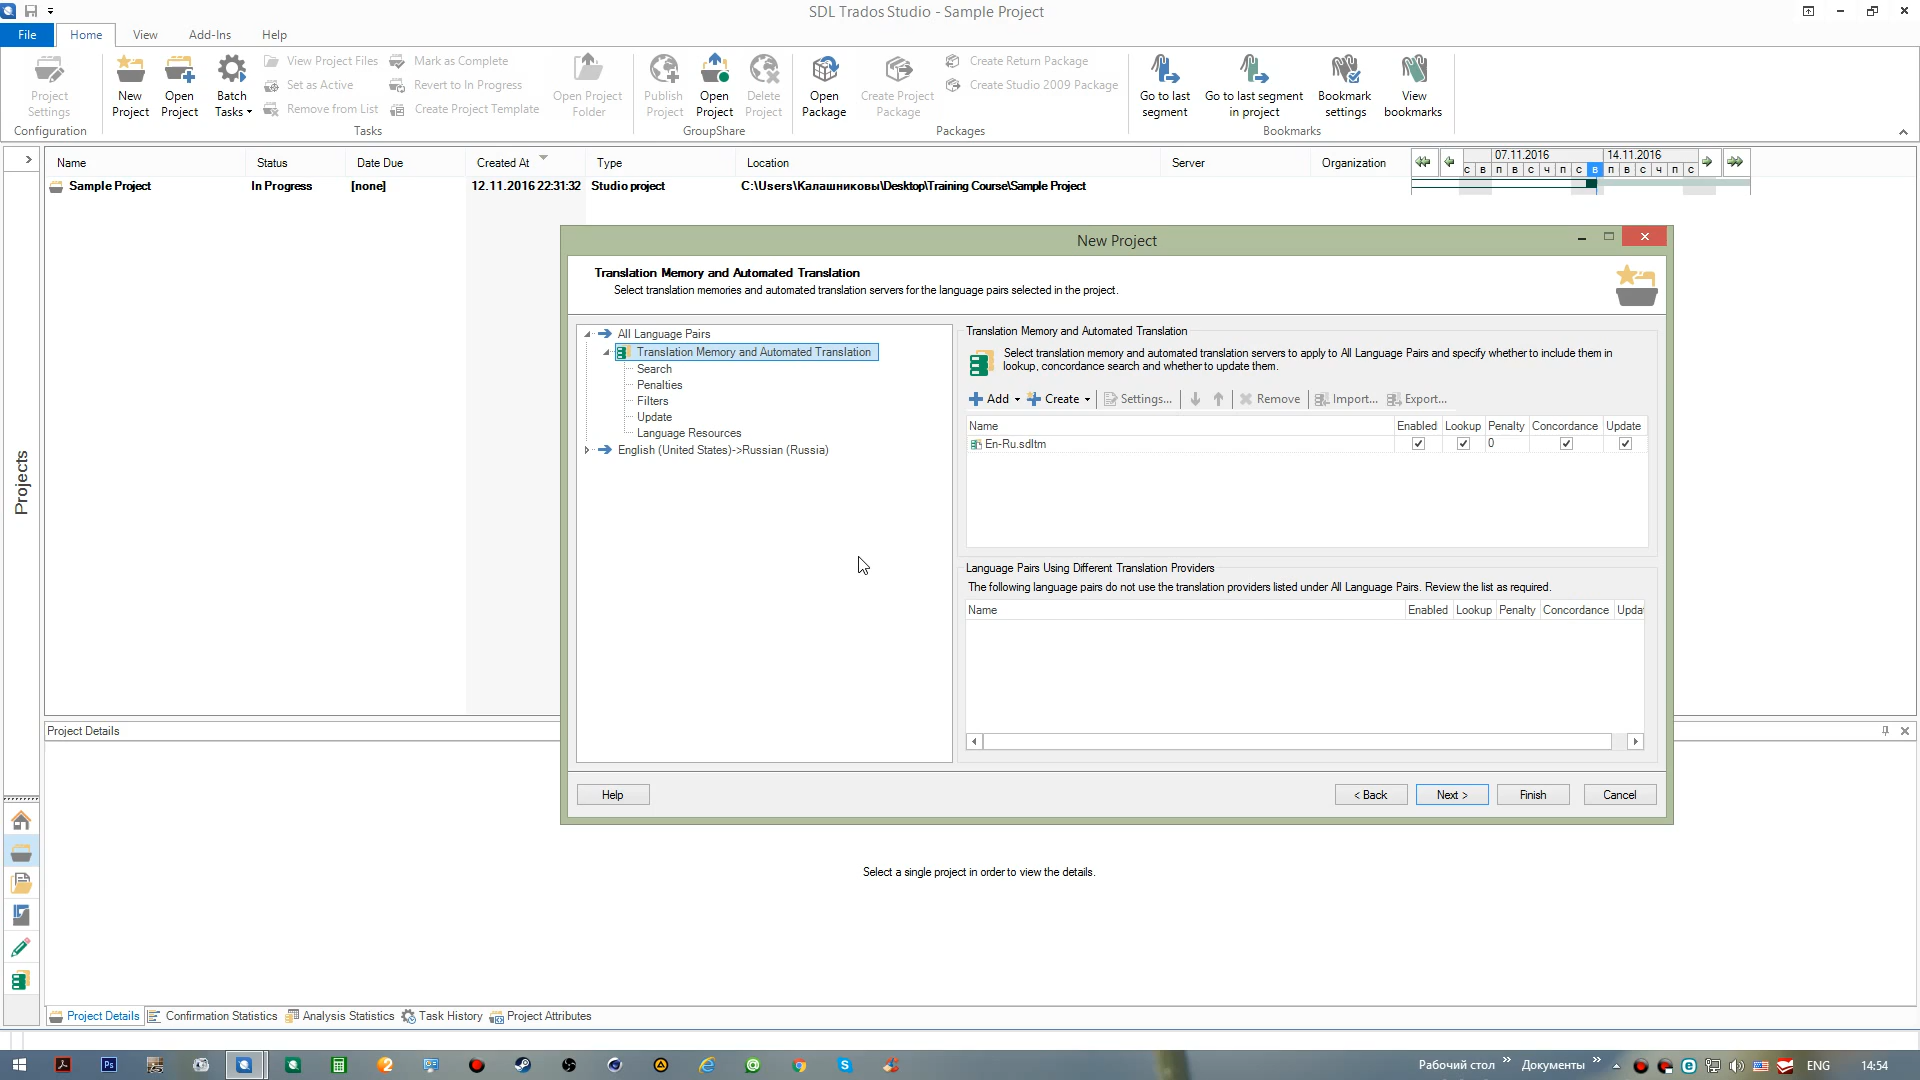 SDL Trados Studio - Sample Project
File Home View Add-Ins Help
Project Settings
New Project
Open Project
Batch Tasks
View Project Files
Set as Active
Remove from List
Mark as Complete
Revert to In Progress
Create Project Template
Open Project Folder
Publish Project
Open Project
Delete Project
Open Package
Create Project Package
Create Return Package
Create Studio 2009 Package
Go to last segment
Go to last segment in project
Bookmark settings
View bookmarks
Configuration Tasks GroupShare Packages Bookmarks
Name Status Date Due Created At Type Location Server Organization
07.11.2016 14.11.2016
С В П В С Ч П С В П В С Ч П С
Sample Project In Progress [none] 12.11.2016 22:31:32 Studio project C:\Users\Калашниковы\Desktop\Training Course\Sample Project
Projects
New Project
Translation Memory and Automated Translation
Select translation memories and automated translation servers for the language pairs selected in the project.
All Language Pairs
Translation Memory and Automated Translation
Search
Penalties
Filters
Update
Language Resources
English (United States)->Russian (Russia)
Translation Memory and Automated Translation
Select translation memory and automated translation servers to apply to All Language Pairs and specify whether to include them in
lookup, concordance search and whether to update them.
Add Create Settings... Remove Import... Export...
Name Enabled Lookup Penalty Concordance Update
En-Ru.sdltm 0
Language Pairs Using Different Translation Providers
The following language pairs do not use the translation providers listed under All Language Pairs. Review the list as required.
Name Enabled Lookup Penalty Concordance Upda
Help < Back Next > Finish Cancel
Project Details
Select a single project in order to view the details.
Project Details Confirmation Statistics Analysis Statistics Task History Project Attributes
Ps
Рабочий стол Документы ENG 14:54